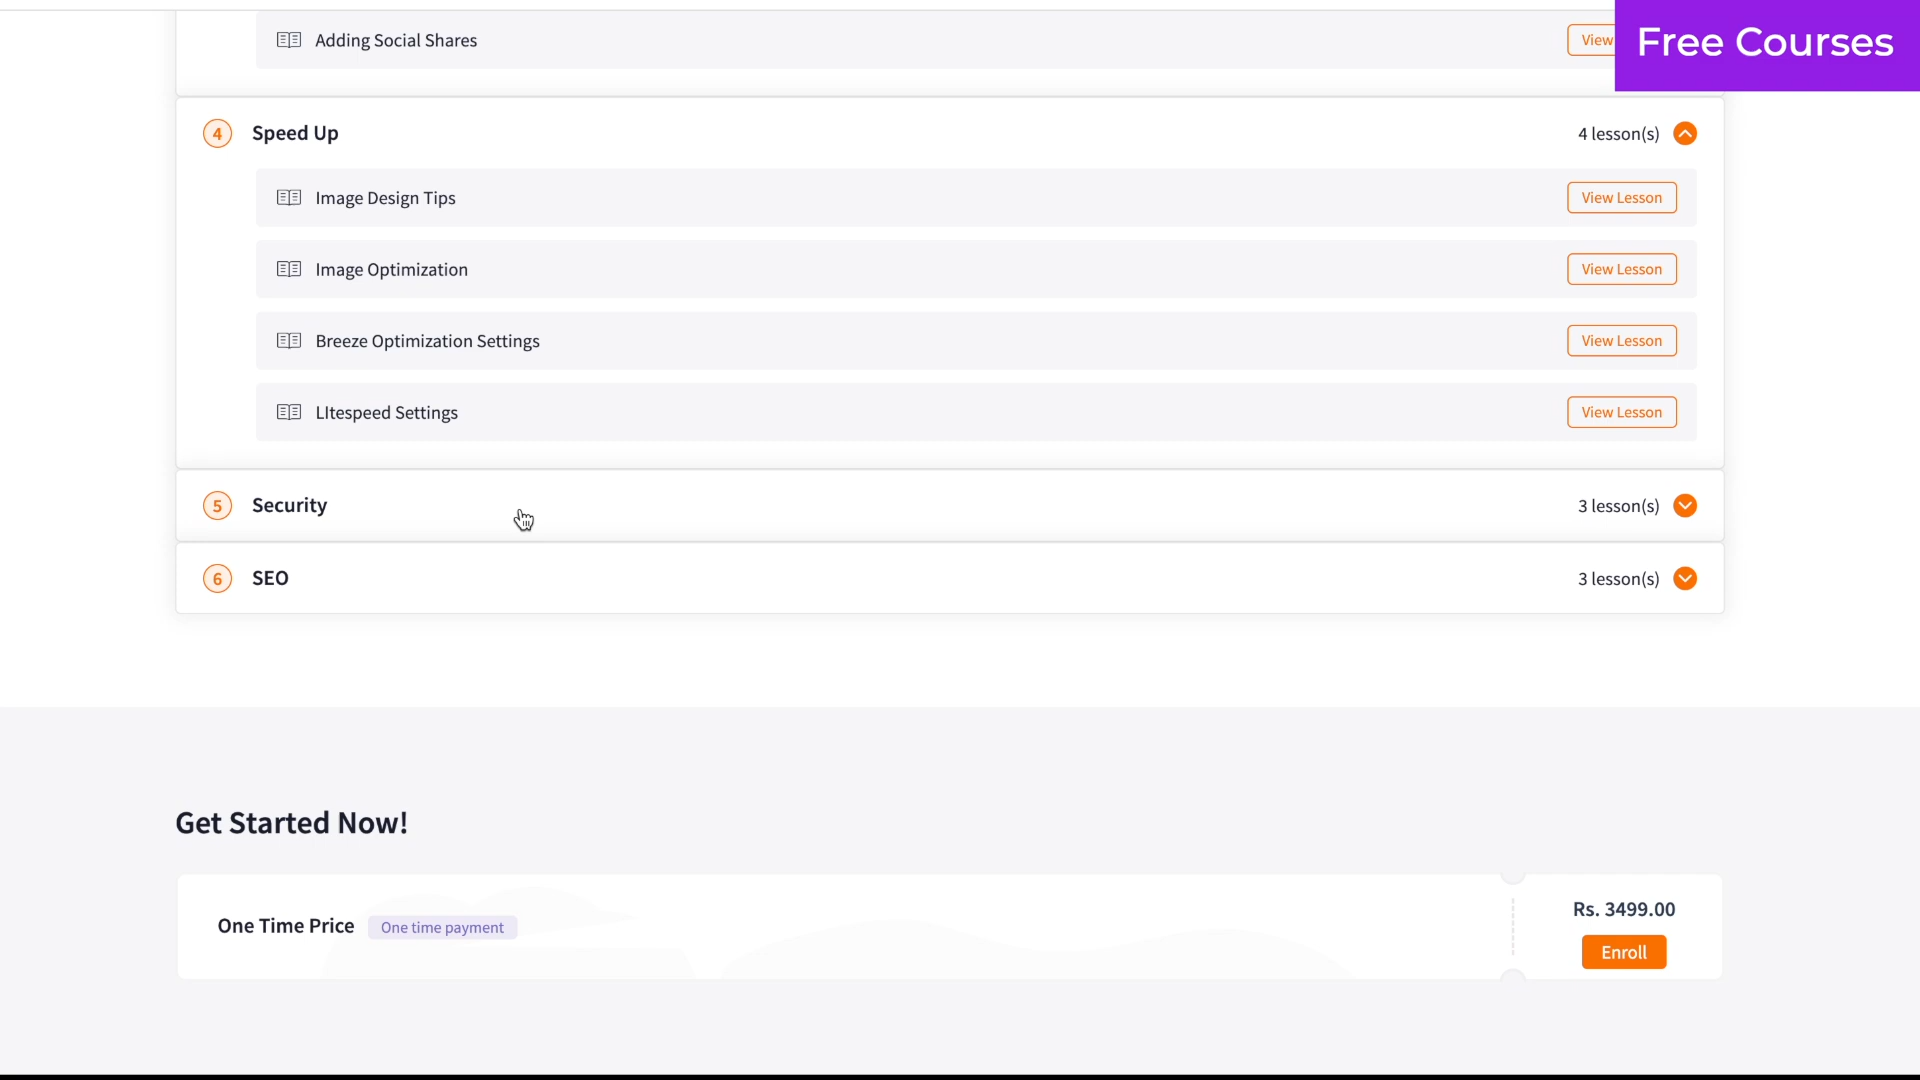 Free Courses
Adding Social Shares
View
4 Speed Up 4 lesson(s)
Image Design Tips View Lesson
Image Optimization View Lesson
Breeze Optimization Settings View Lesson
LItespeed Settings View Lesson
5 Security 3 lesson(s)
6 SEO 3 lesson(s)
Get Started Now!
One Time Price One time payment
Rs. 3499.00
Enroll